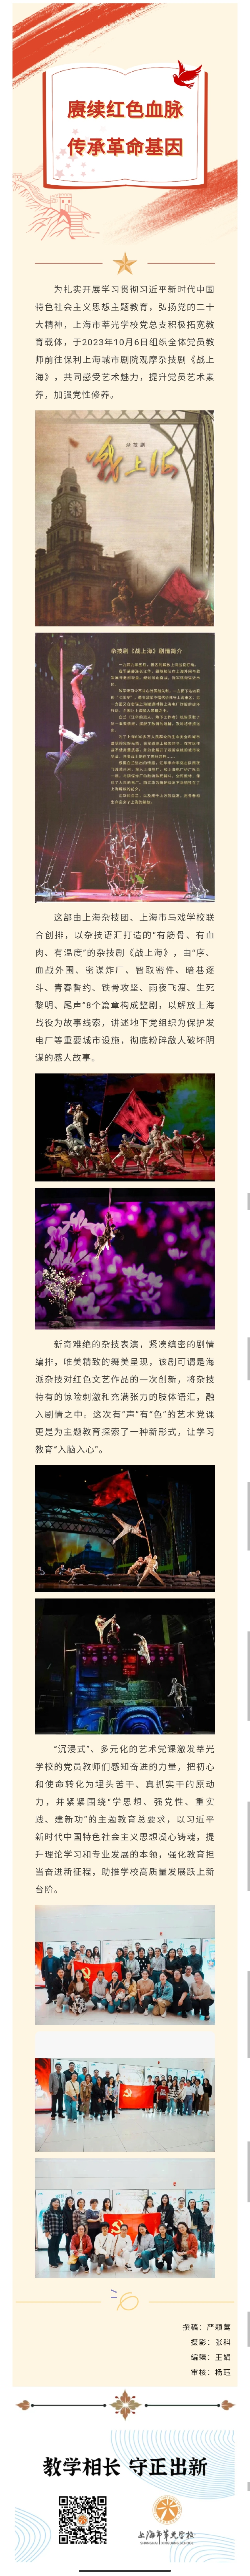 赓续红色血脉
传承革命基因
为扎实开展学习贯彻习近平新时代中国
特色社会主义思想主题教育，弘扬党的二十
大精神，上海市莘光学校党总支积极拓宽教
育载体，于2023年10月6日组织全体党员教
师前往保利上海城市剧院观摩杂技剧《战上
海》，共同感受艺术魅力，提升党员艺术素
养，加强党性修养。
杂技剧
战上海
杂技剧《战上海》剧情简介
这部由上海杂技团、上海市马戏学校联
合创排，以杂技语汇打造的“有筋骨、有血
肉、有温度”的杂技剧《战上海》，由“序、
血战外围、密谋炸厂、智取密件、暗巷逐
斗、青春誓约、铁骨攻坚、雨夜飞渡、生死
黎明、尾声”8个篇章构成整剧，以解放上海
战役为故事线索，讲述地下党组织为保护发
电厂等重要城市设施，彻底粉碎敌人破坏阴
谋的感人故事。
新奇难绝的杂技表演，紧凑缜密的剧情
编排，唯美精致的舞美呈现，该剧可谓是海
派杂技对红色文艺作品的一次创新，将杂技
特有的惊险刺激和充满张力的肢体语汇，融
入剧情之中。这次有“声”有“色”的艺术党课
更是为主题教育探索了一种新形式，让学习
教育“入脑入心”。
“沉浸式”、多元化的艺术党课激发莘光
学校的党员教师们感知奋进的力量，把初心
和使命转化为埋头苦干、真抓实干的原动
力，并紧紧围绕“学思想、强党性、重实
践、建新功”的主题教育总要求，以习近平
新时代中国特色社会主义思想凝心铸魂，提
升理论学习和专业发展的本领，强化教育担
当奋进新征程，助推学校高质量发展跃上新
台阶。
撰稿：严颖莺
摄影：张科
编辑：王娟
审核：杨珏
教学相长 守正出新
上海市莘光学校